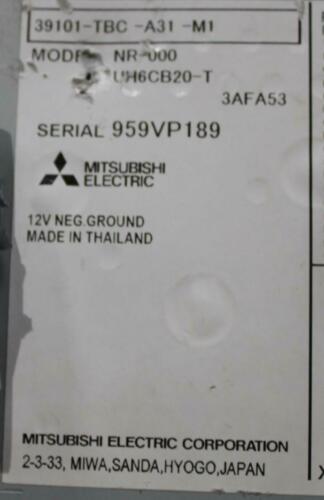 39101-TBC -A31 -M1
NR-000
UH6CB20-T
3AFA53
SERIAL 959VP189
MITSUBISHI
ELECTRIC
12V NEG.GROUND
MADE IN THAILAND
MITSUBISHI ELECTRIC CORPORATION
2-3-33, MIWA,SANDA,HYOGO,JAPAN